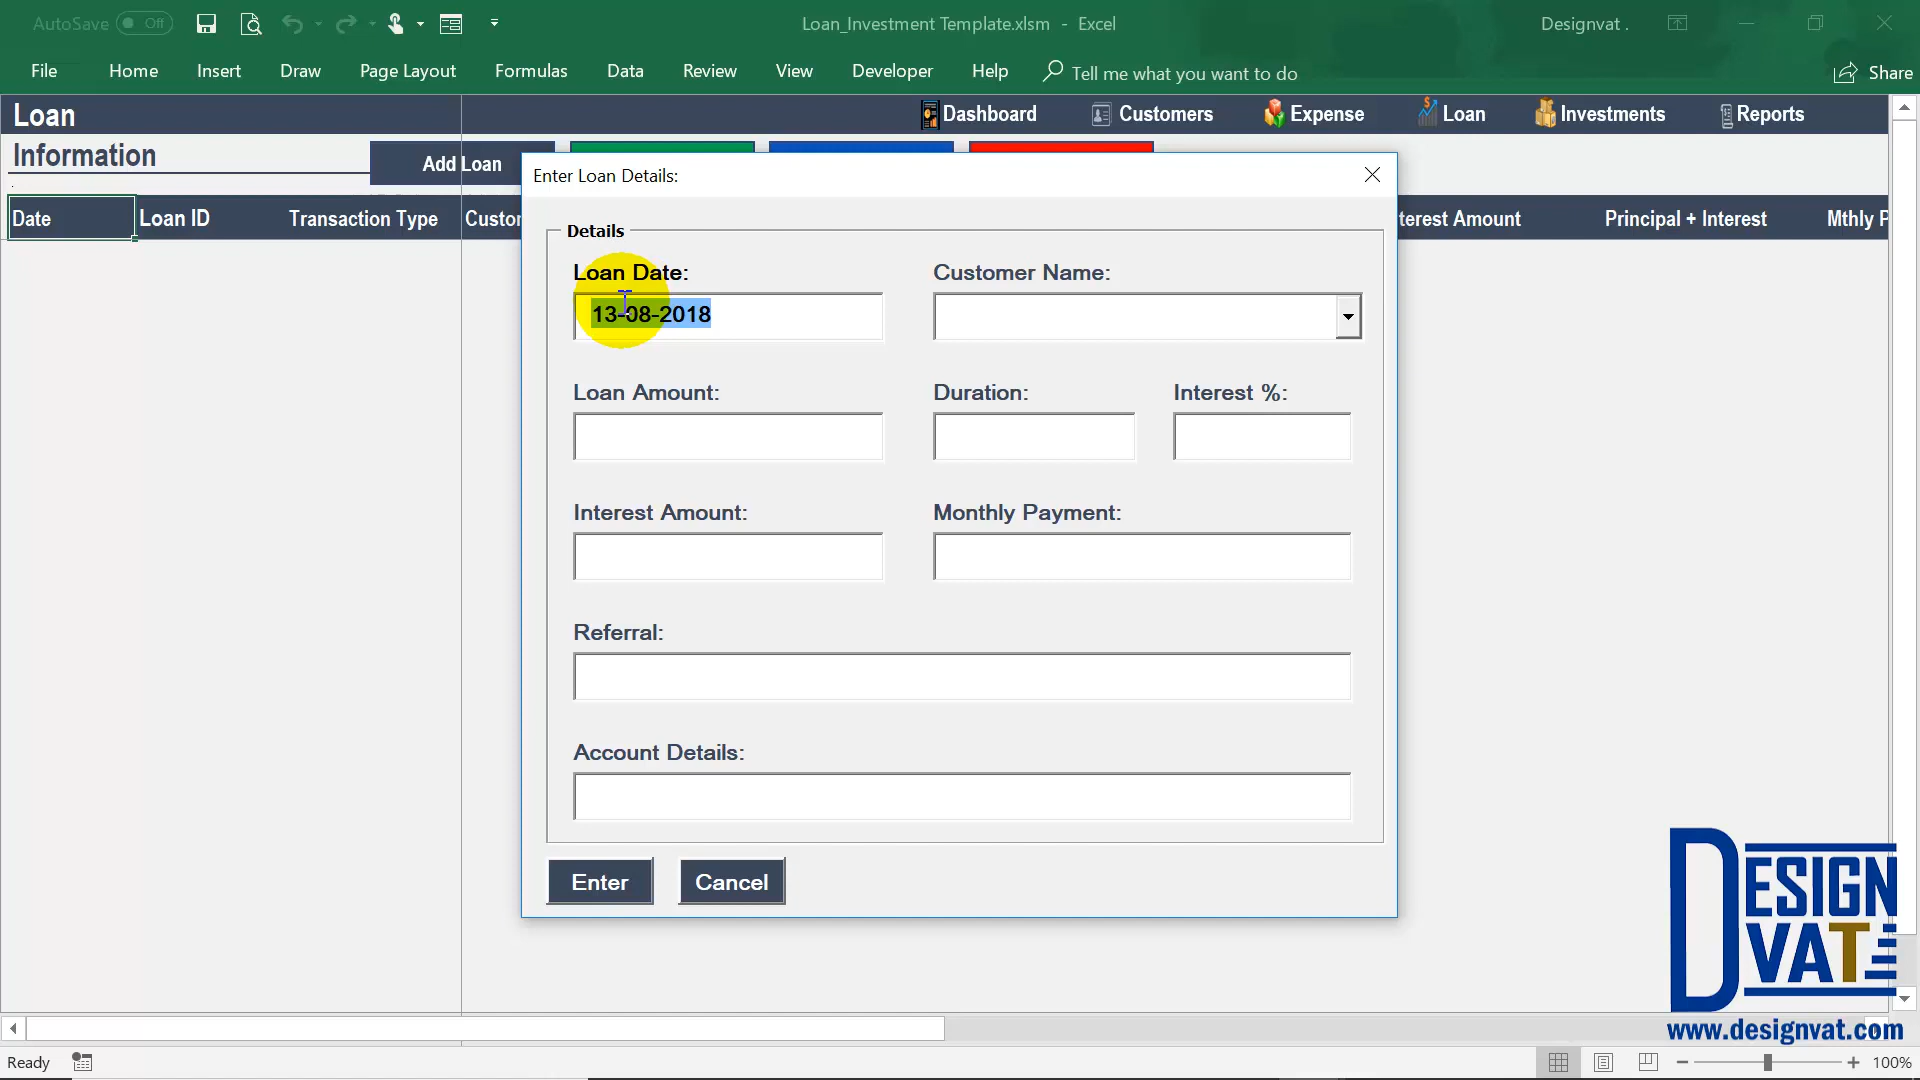 AutoSave Off
Loan_Investment Template.xlsm - Excel
Designvat .
File Home Insert Draw Page Layout Formulas Data Review View Developer Help Tell me what you want to do Share
Loan
Dashboard Customers Expense Loan Investments Reports
Information
Add Loan
Date Loan ID Transaction Type Custor terest Amount Principal + Interest Mthly P
Enter Loan Details:
Details
Loan Date: Customer Name:
13-08-2018
Loan Amount: Duration: Interest %:
Interest Amount: Monthly Payment:
Referral:
Account Details:
Enter Cancel
DESIGN
VAT
www.designvat.com
Ready
100%